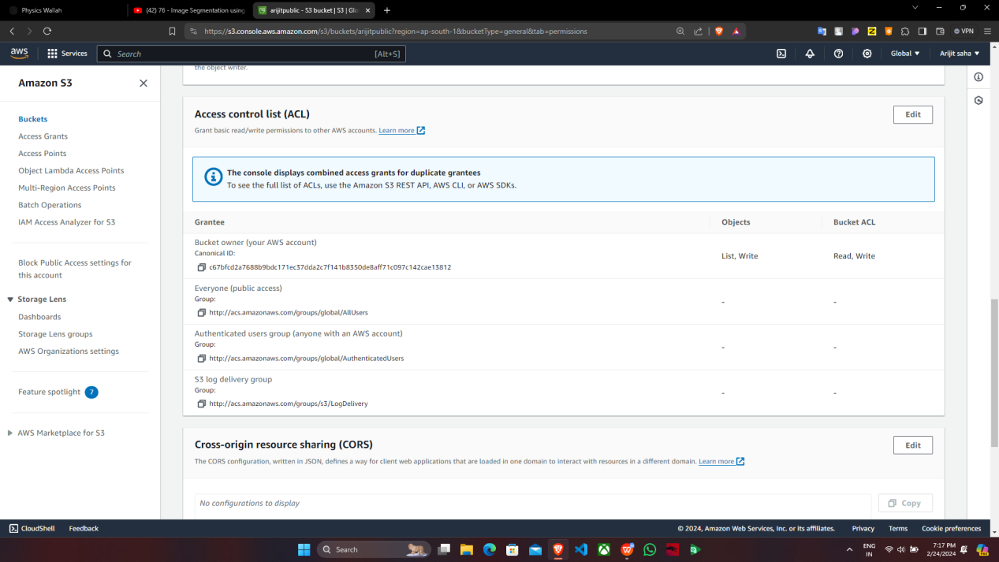 Physics Wallah
(42) 76 - Image Segmentation using
arijitpublic - S3 bucket | S3 | Glo
https://s3.console.aws.amazon.com/s3/buckets/arijitpublic?region=ap-south-1&bucketType=general&tab=permissions
VPN
aws
Services
Search
[Alt+S]
Global
Arijit saha
Amazon S3
Buckets
Access Grants
Access Points
Object Lambda Access Points
Multi-Region Access Points
Batch Operations
IAM Access Analyzer for S3
Block Public Access settings for
this account
Storage Lens
Dashboards
Storage Lens groups
AWS Organizations settings
Feature spotlight 7
AWS Marketplace for S3
the object writer.
Access control list (ACL)
Edit
Grant basic read/write permissions to other AWS accounts. Learn more
The console displays combined access grants for duplicate grantees
To see the full list of ACLs, use the Amazon S3 REST API, AWS CLI, or AWS SDKs.
Grantee Objects Bucket ACL
Bucket owner (your AWS account)
Canonical ID:
c67bfcd2a7688b9bdc171ec37dda2c7f141b8350de8aff71c097c142cae13812
List, Write
Read, Write
Everyone (public access)
Group:
http://acs.amazonaws.com/groups/global/AllUsers
-
-
Authenticated users group (anyone with an AWS account)
Group:
http://acs.amazonaws.com/groups/global/AuthenticatedUsers
-
-
S3 log delivery group
Group:
http://acs.amazonaws.com/groups/s3/LogDelivery
-
-
Cross-origin resource sharing (CORS)
Edit
The CORS configuration, written in JSON, defines a way for client web applications that are loaded in one domain to interact with resources in a different domain. Learn more
No configurations to display
Copy
CloudShell
Feedback
© 2024, Amazon Web Services, Inc. or its affiliates.
Privacy
Terms
Cookie preferences
Search
ENG
IN
7:17 PM
2/24/2024